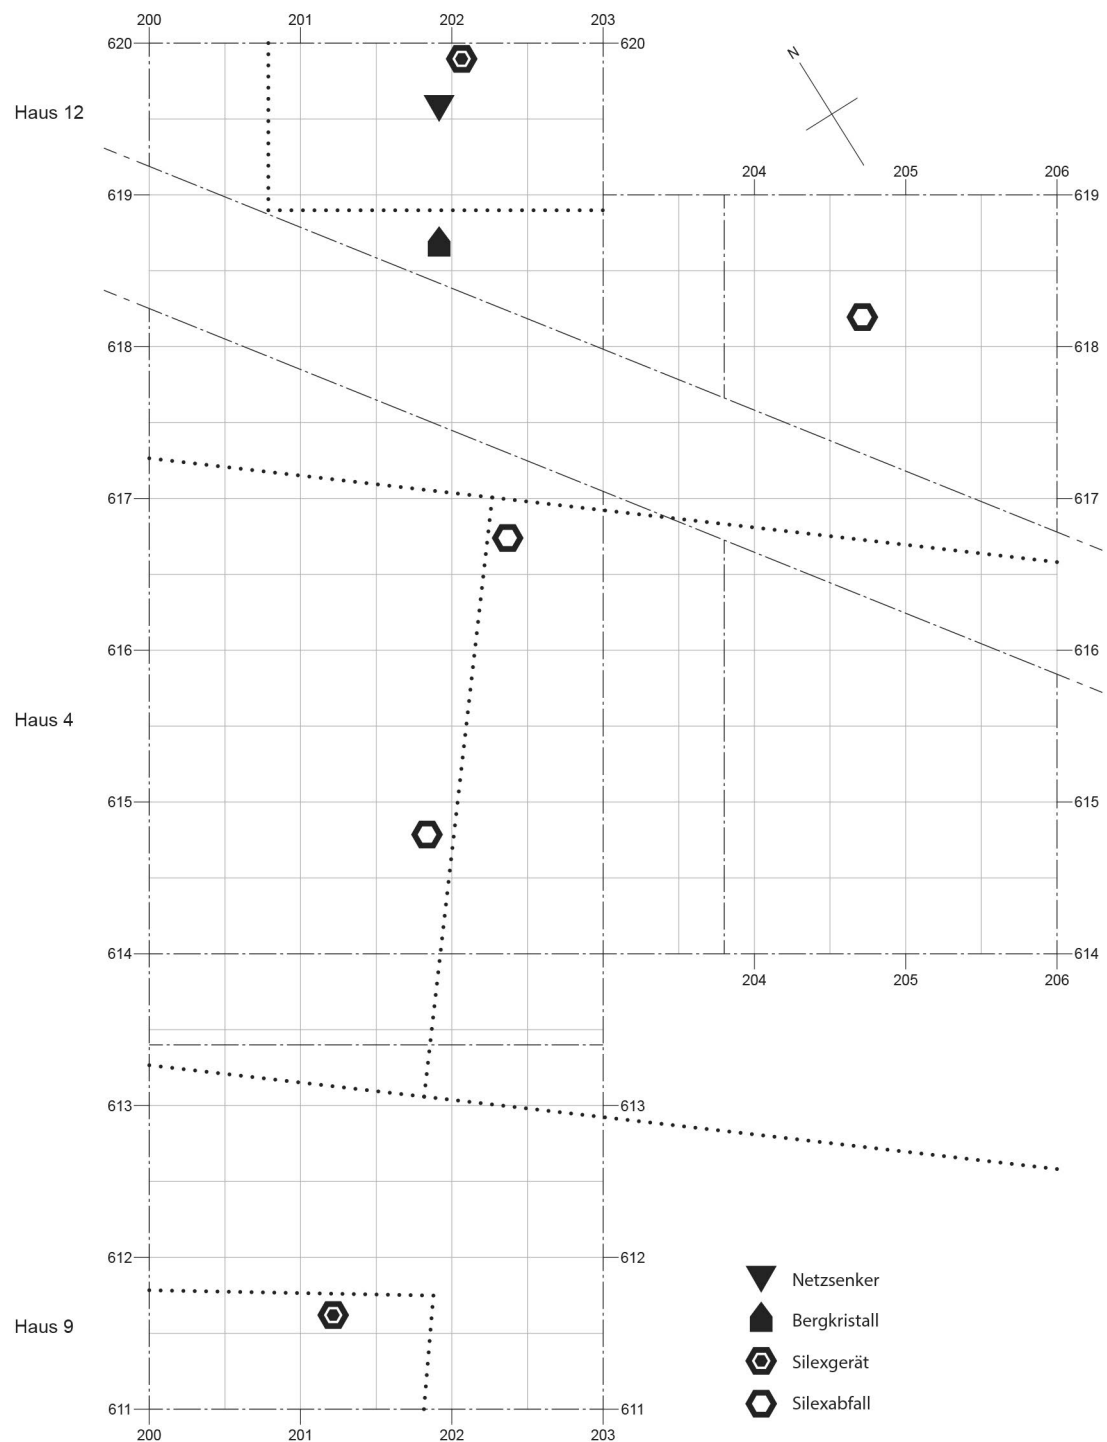 200 201 202 203
620 620
N
Haus 12
204 205 206
619 619
618 618
617 617
616 616
Haus 4
615 615
614 614
204 205 206
613 613
612 612
Netzsenker
Bergkristall
Haus 9
Silexgerät
Silexabfall
611 611
200 201 202 203